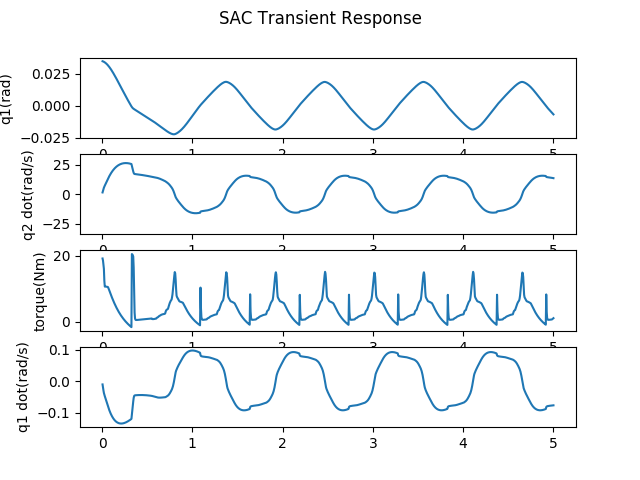 SAC Transient Response
q1(rad)
0.025
0.000
−0.025
0 1 2 3 4 5
q2 dot(rad/s)
25
0
−25
0 1 2 3 4 5
torque(Nm)
20
0
0 1 2 3 4 5
q1 dot(rad/s)
0.1
0.0
−0.1
0 1 2 3 4 5